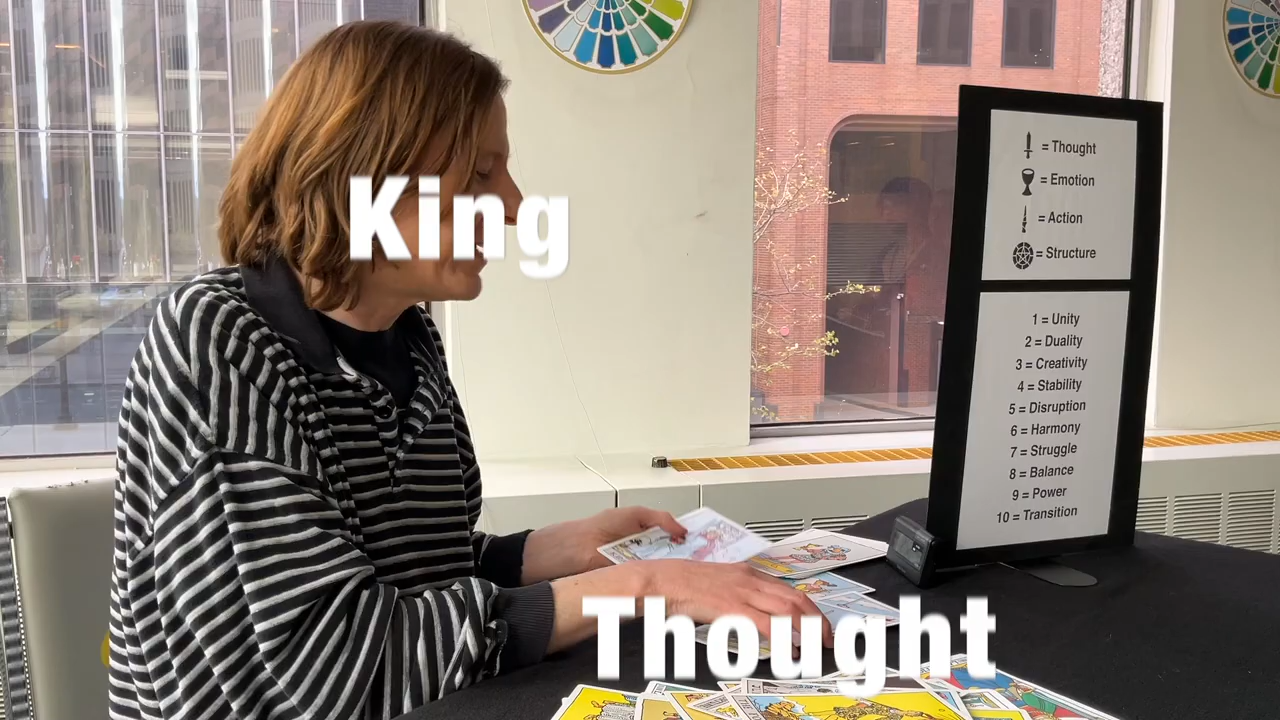 King
Thought
= Thought
= Emotion
= Action
= Structure
1 = Unity
2 = Duality
3 = Creativity
4 = Stability
5 = Disruption
6 = Harmony
7 = Struggle
8 = Balance
9 = Power
10 = Transition